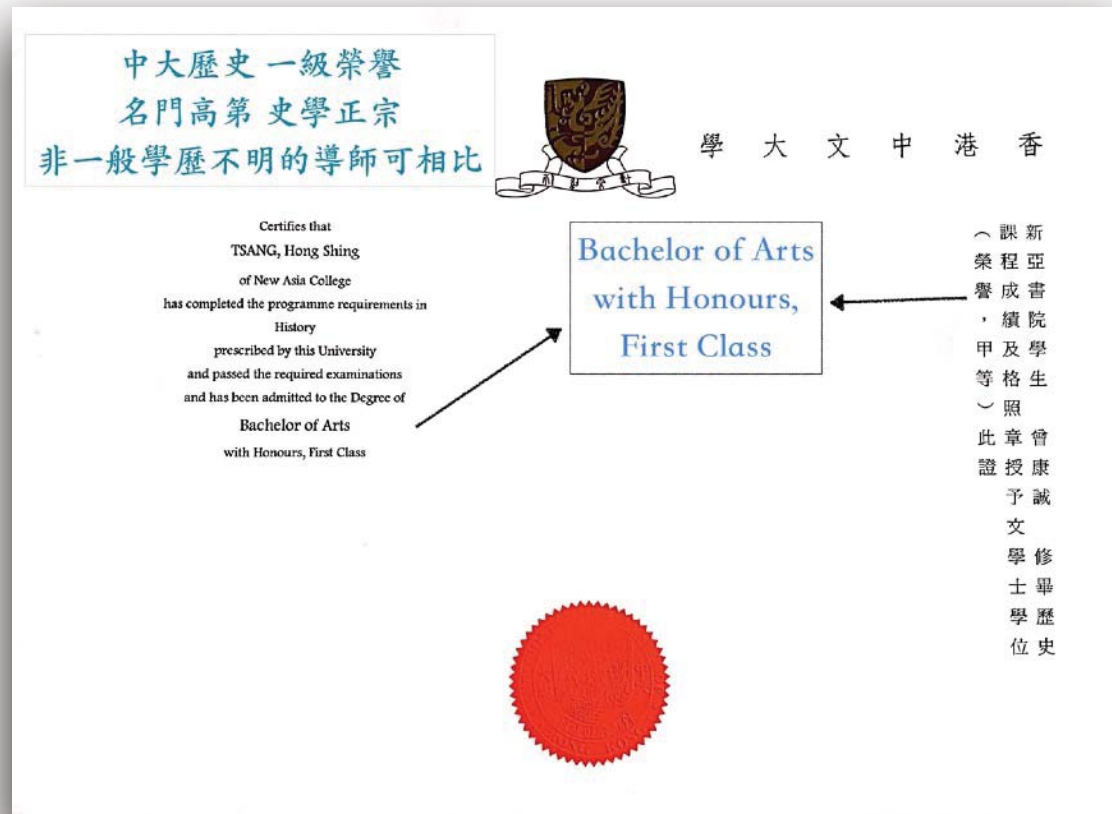 中大歷史 一級榮譽
名門高第 史學正宗
非一般學歷不明的導師可相比
香港中文大學
Certifies that
TSANG, Hong Shing
of New Asia College
has completed the programme requirements in
History
prescribed by this University
and passed the required examinations
and has been admitted to the Degree of
Bachelor of Arts
with Honours, First Class
Bachelor of Arts
with Honours,
First Class
新亞書院學生 曾康誠 修畢歷史
課程成績及格照章授予文學士學位
（榮譽，甲等）此證